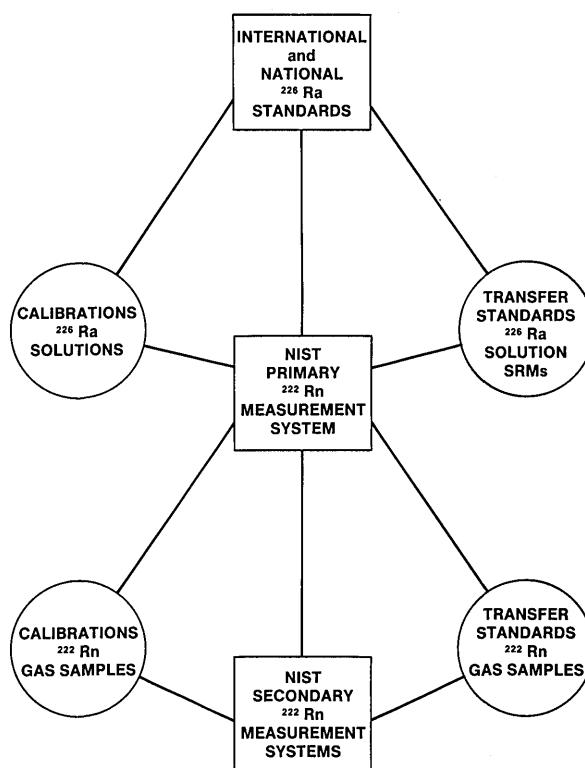 INTERNATIONAL
and
NATIONAL
²²⁶ Ra
STANDARDS
CALIBRATIONS
²²⁶ Ra
SOLUTIONS
TRANSFER
STANDARDS
²²⁶ Ra
SOLUTION
SRMs
NIST
PRIMARY
²²² Rn
MEASUREMENT
SYSTEM
CALIBRATIONS
²²² Rn
GAS SAMPLES
TRANSFER
STANDARDS
²²² Rn
GAS SAMPLES
NIST
SECONDARY
²²² Rn
MEASUREMENT
SYSTEMS